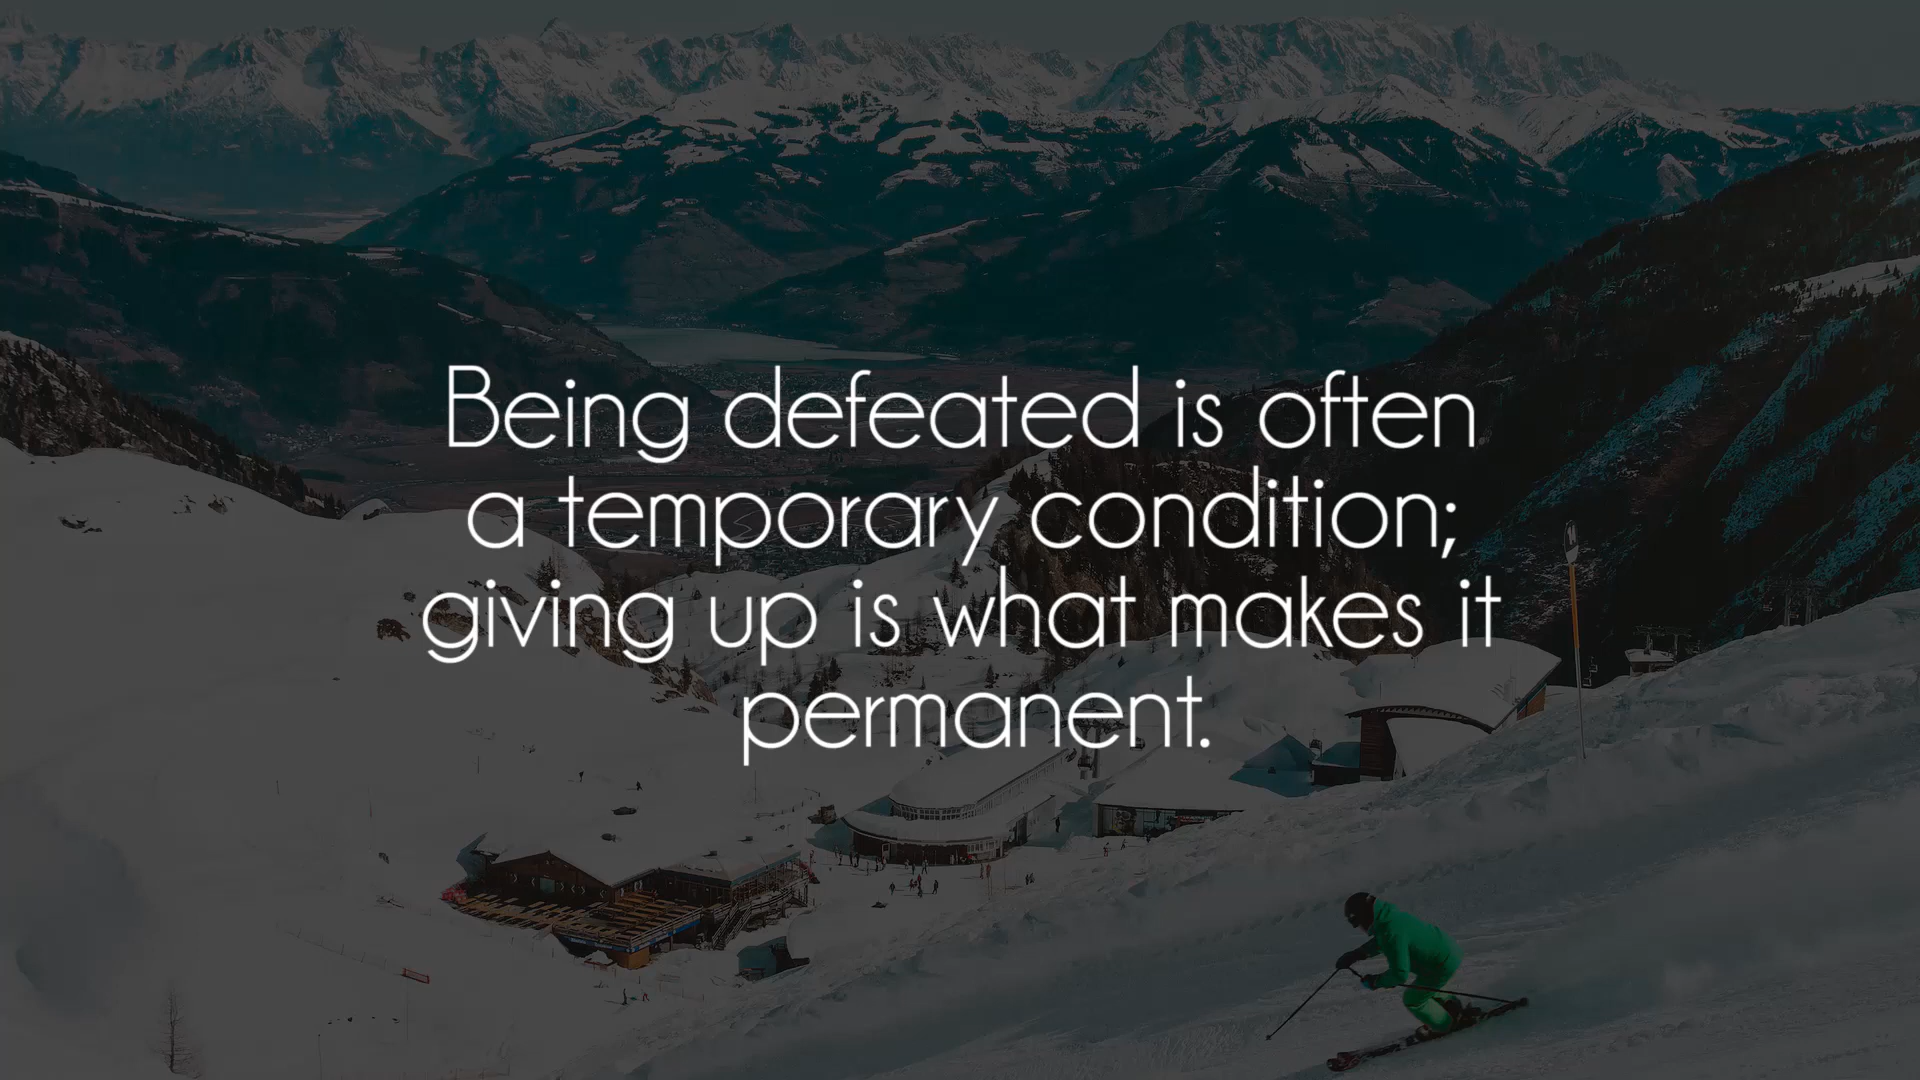 Being defeated is often
a temporary condition;
giving up is what makes it
permanent.